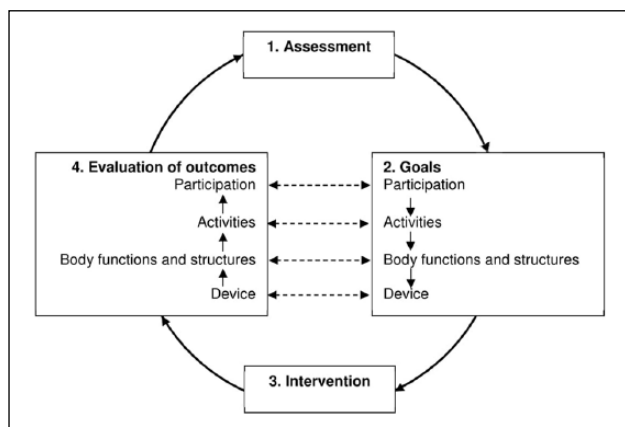 1. Assessment
4. Evaluation of outcomes
Participation
Activities
Body functions and structures
Device
2. Goals
Participation
Activities
Body functions and structures
Device
3. Intervention